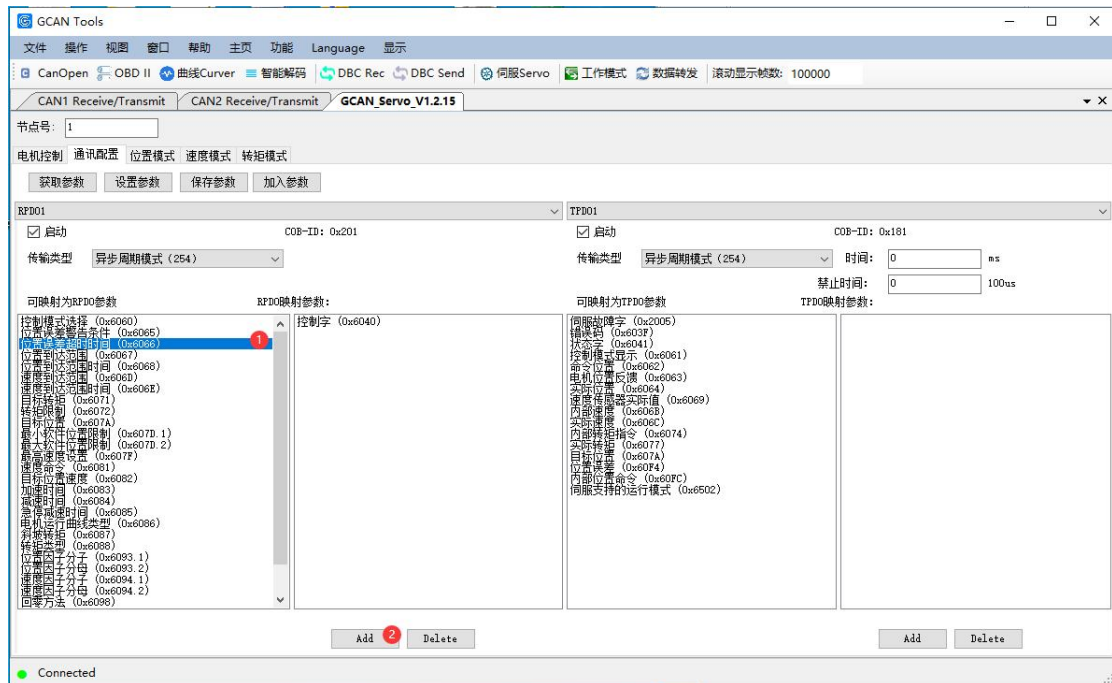 GCAN Tools
文件 操作 视图 窗口 帮助 主页 功能 Language 显示
CanOpen OBD II 曲线Curver 智能解码 DBC Rec DBC Send 伺服Servo 工作模式 数据转发 滚动显示帧数: 100000
CAN1 Receive/Transmit CAN2 Receive/Transmit GCAN_Servo_V1.2.15
节点号: 1
电机控制 通讯配置 位置模式 速度模式 转矩模式
获取参数 设置参数 保存参数 加入参数
RPDO1 TPDO1
启动 COB-ID: 0x201 启动 COB-ID: 0x181
传输类型 异步周期模式 (254) 传输类型 异步周期模式 (254) 时间: 0 ms
禁止时间: 0 100us
可映射为RPDO参数 RPDO映射参数: 可映射为TPDO参数 TPDO映射参数:
控制模式选择 (0x6060)
位置误差警告条件 (0x6065)
位置误差超时时间 (0x6066)
位置到达范围 (0x6067)
位置到达范围时间 (0x6068)
速度到达范围 (0x606D)
速度到达范围时间 (0x606E)
目标转矩 (0x6071)
转矩限制 (0x6072)
目标位置 (0x607A)
最小软件位置限制 (0x607D.1)
最大软件位置限制 (0x607D.2)
最高速度设置 (0x607F)
速度命令 (0x6081)
目标位置速度 (0x6082)
加速时间 (0x6083)
减速时间 (0x6084)
急停减速时间 (0x6085)
电机运行曲线类型 (0x6086)
斜坡转矩 (0x6087)
转矩类型 (0x6088)
位置因子分子 (0x6093.1)
位置因子分母 (0x6093.2)
速度因子分子 (0x6094.1)
速度因子分母 (0x6094.2)
回零方法 (0x6098)
1
控制字 (0x6040)
伺服故障字 (0x2005)
错误码 (0x603F)
状态字 (0x6041)
控制模式显示 (0x6061)
命令位置 (0x6062)
电机位置反馈 (0x6063)
实际位置 (0x6064)
速度传感器实际值 (0x6069)
内部速度 (0x606B)
实际速度 (0x606C)
内部转矩指令 (0x6074)
实际转矩 (0x6077)
目标位置 (0x607A)
位置误差 (0x60F4)
内部位置命令 (0x60FC)
伺服支持的运行模式 (0x6502)
Add 2 Delete Add Delete
Connected